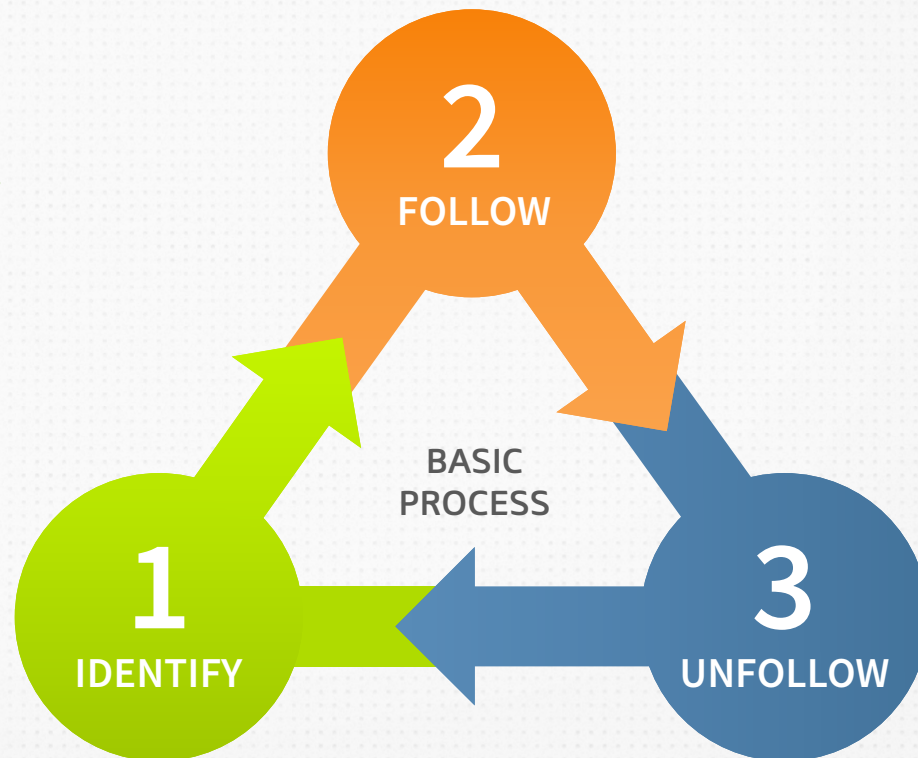 2
FOLLOW
BASIC
PROCESS
1
IDENTIFY
3
UNFOLLOW